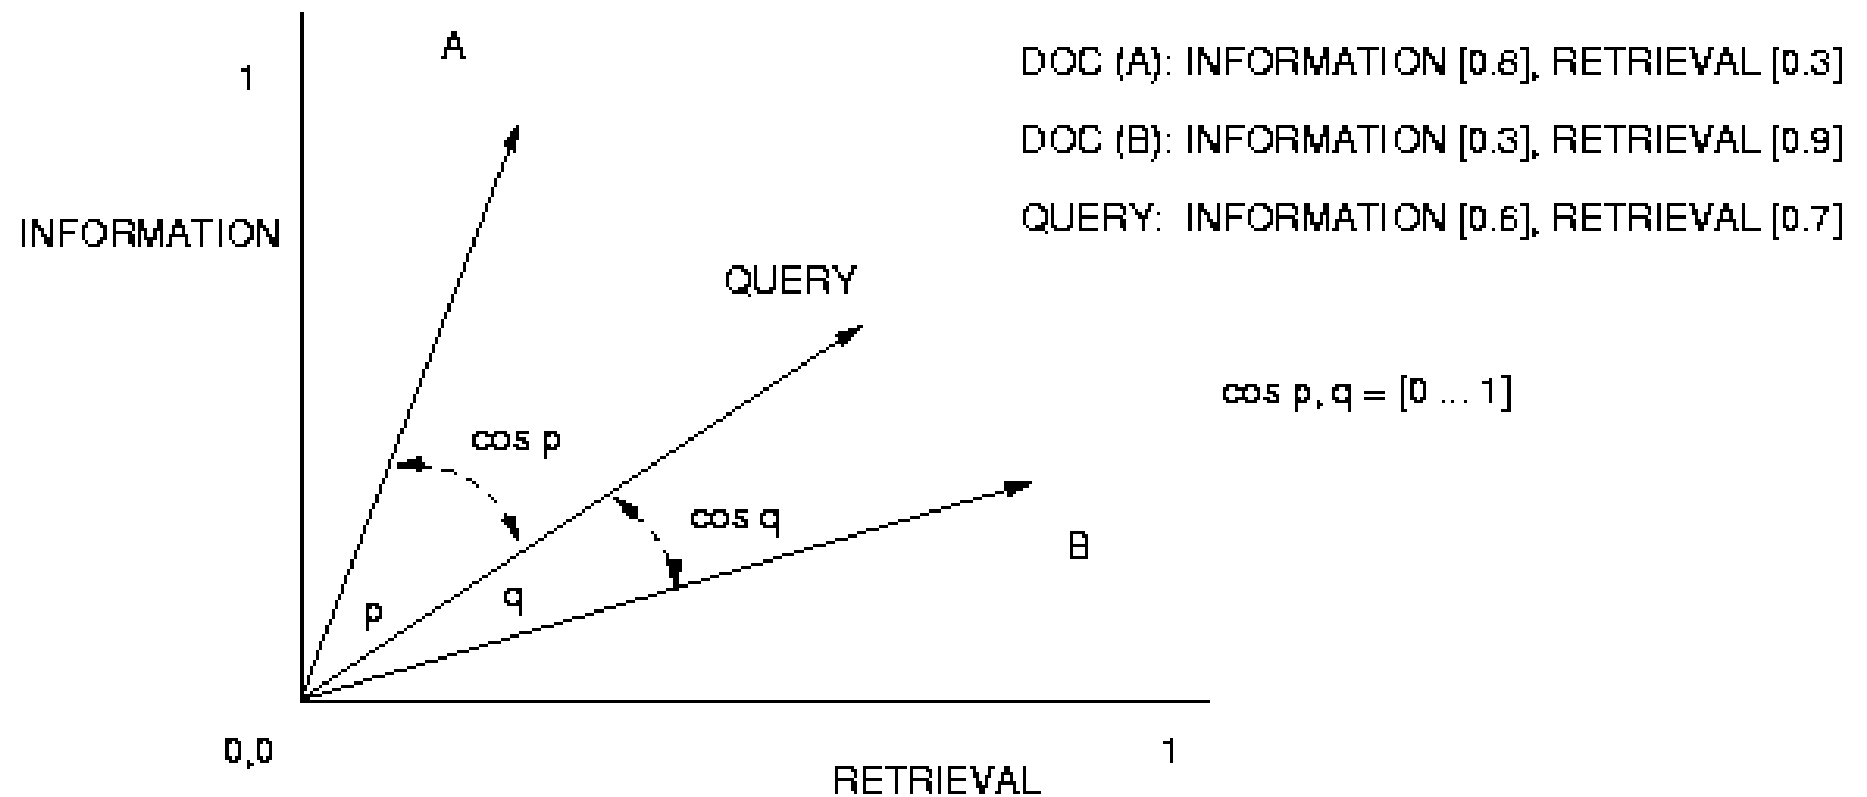 A
1
INFORMATION
DOC (A): INFORMATION [0.8], RETRIEVAL [0.3]
DOC (B): INFORMATION [0.3], RETRIEVAL [0.9]
QUERY: INFORMATION [0.6], RETRIEVAL [0.7]
QUERY
cos p, q = [0 ... 1]
cos p
cos q
B
p
q
0,0
1
RETRIEVAL